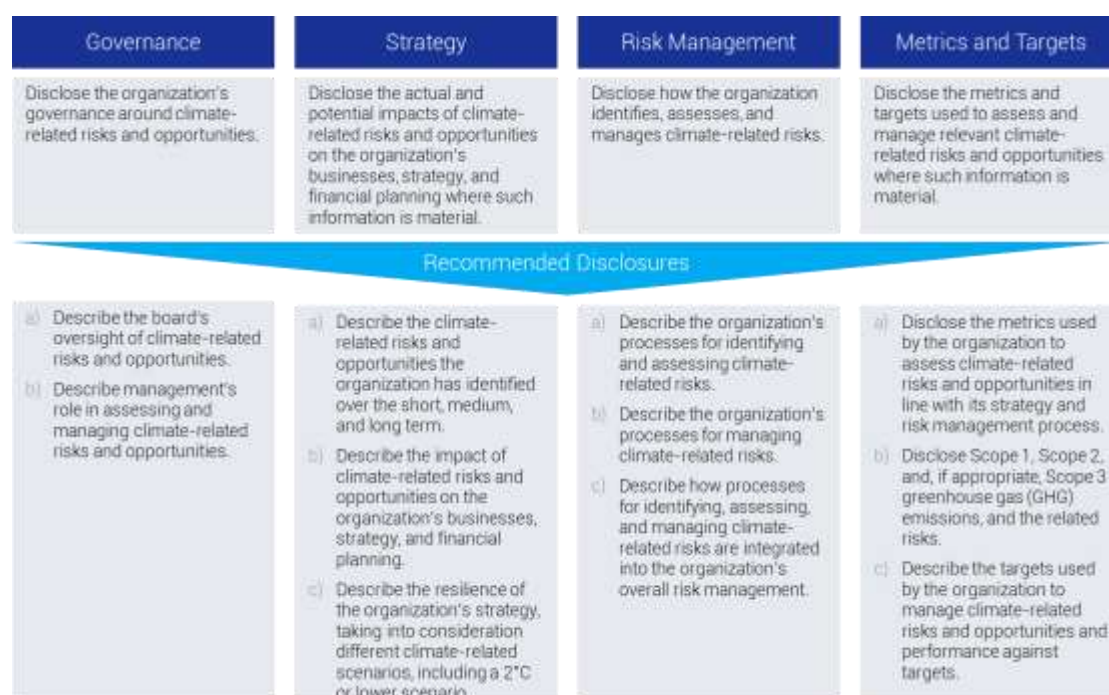 Governance
Disclose the organization's
governance around climate-
related risks and opportunities.
Strategy
Disclose the actual and
potential impacts of climate-
related risks and opportunities
on the organization's
businesses, strategy, and
financial planning where such
information is material.
Risk Management
Disclose how the organization
identifies, assesses, and
manages climate-related risks.
Metrics and Targets
Disclose the metrics and
targets used to assess and
manage relevant climate-
related risks and opportunities
where such information is
material.
Recommended Disclosures
a) Describe the board's
oversight of climate-related
risks and opportunities.
b) Describe management's
role in assessing and
managing climate-related
risks and opportunities.
a) Describe the climate-
related risks and
opportunities the
organization has identified
over the short, medium,
and long term.
b) Describe the impact of
climate-related risks and
opportunities on the
organization's businesses,
strategy, and financial
planning.
c) Describe the resilience of
the organization's strategy,
taking into consideration
different climate-related
scenarios, including a 2°C
or lower scenario
a) Describe the organization's
processes for identifying
and assessing climate-
related risks.
b) Describe the organization's
processes for managing
climate-related risks.
c) Describe how processes
for identifying, assessing,
and managing climate-
related risks are integrated
into the organization's
overall risk management.
a) Disclose the metrics used
by the organization to
assess climate-related
risks and opportunities in
line with its strategy and
risk management process.
b) Disclose Scope 1, Scope 2,
and, if appropriate, Scope 3
greenhouse gas (GHG)
emissions, and the related
risks.
c) Describe the targets used
by the organization to
manage climate-related
risks and opportunities and
performance against
targets.